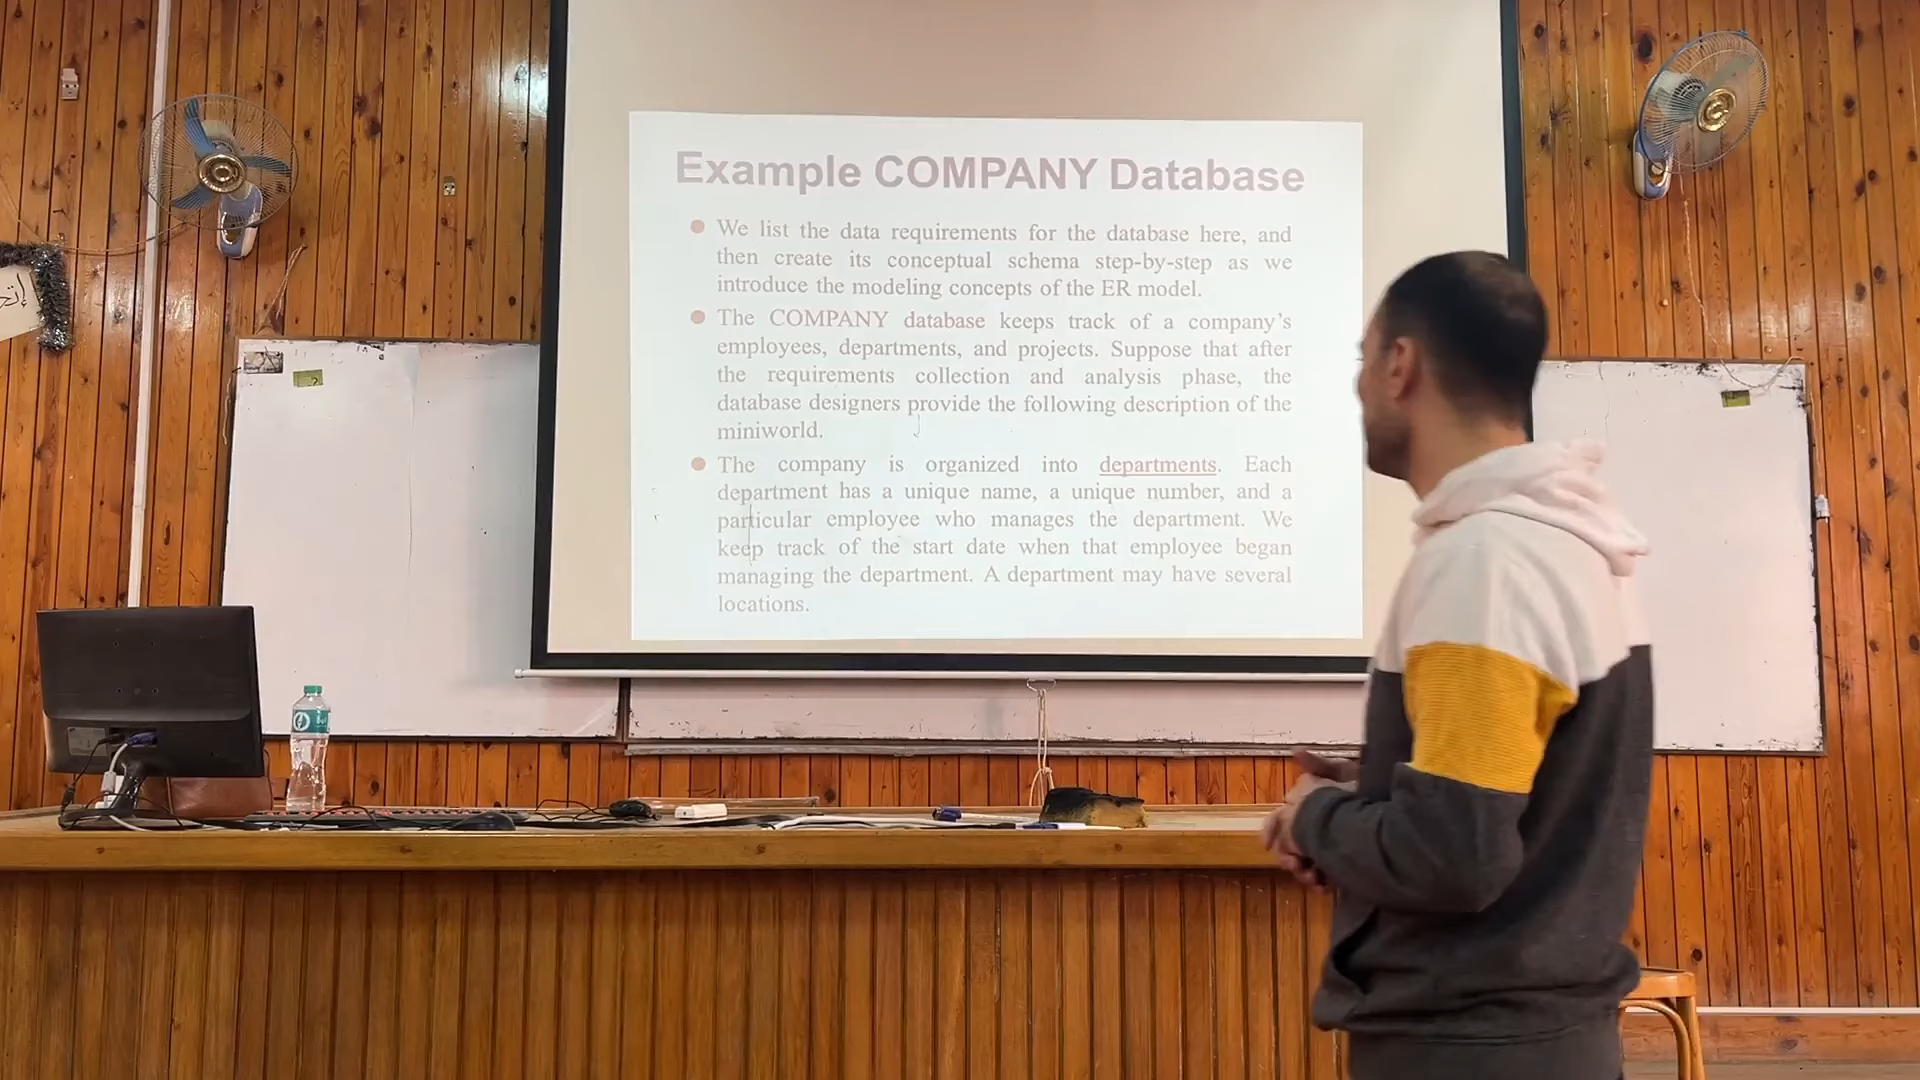 Example COMPANY Database
We list the data requirements for the database here, and
then create its conceptual schema step-by-step as we
introduce the modeling concepts of the ER model.
The COMPANY database keeps track of a company's
employees, departments, and projects. Suppose that after
the requirements collection and analysis phase, the
database designers provide the following description of the
miniworld.
The company is organized into departments. Each
department has a unique name, a unique number, and a
particular employee who manages the department. We
keep track of the start date when that employee began
managing the department. A department may have several
locations.